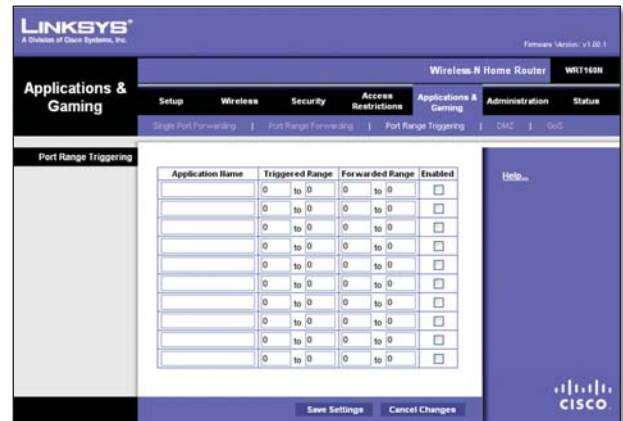 LINKSYS®
A Division of Cisco Systems, Inc.
Firmware Version: v1.00.1
Wireless-N Home Router WRT160N
Applications & Gaming
Setup Wireless Security Access Restrictions Applications & Gaming Administration Status
Single Port Forwarding | Port Range Forwarding | Port Range Triggering | DMZ | QoS
Port Range Triggering
Application Name Triggered Range Forwarded Range Enabled
Help...
0 to 0 0 to 0
0 to 0 0 to 0
0 to 0 0 to 0
0 to 0 0 to 0
0 to 0 0 to 0
0 to 0 0 to 0
0 to 0 0 to 0
0 to 0 0 to 0
0 to 0 0 to 0
0 to 0 0 to 0
Save Settings Cancel Changes
CISCO